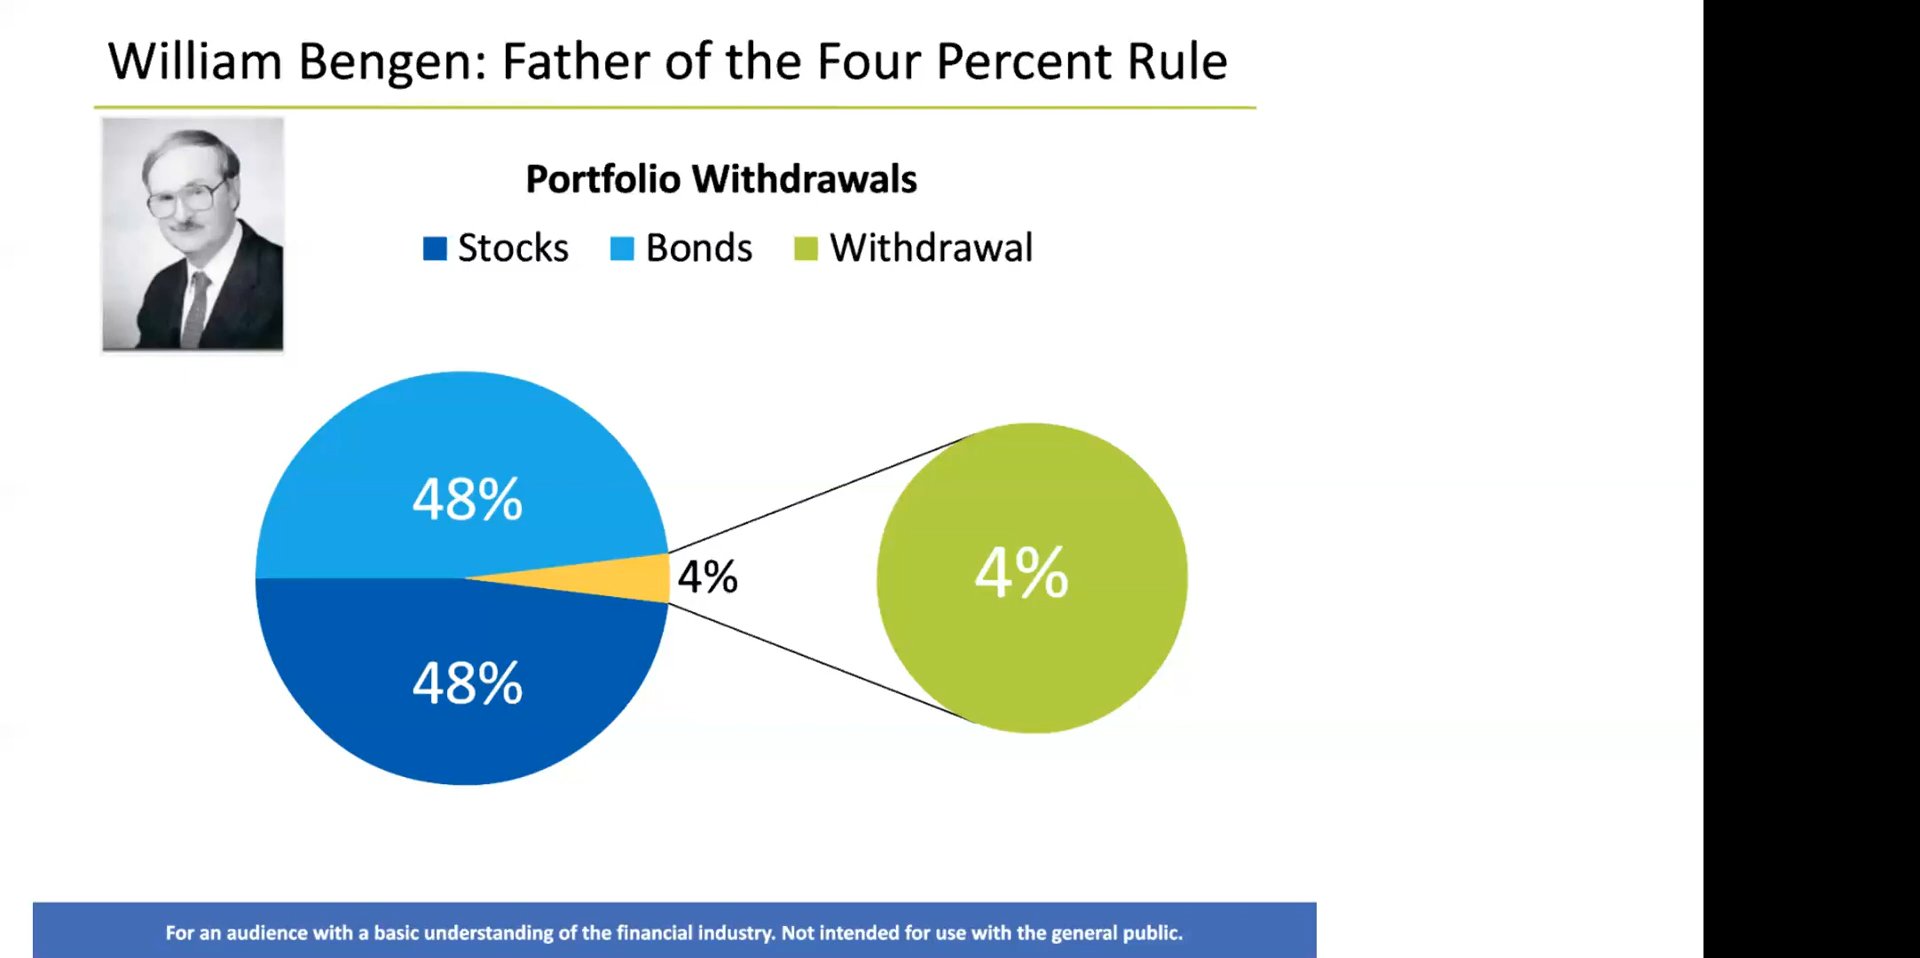 William Bengen: Father of the Four Percent Rule
Portfolio Withdrawals
Stocks Bonds Withdrawal
48%
4%
4%
48%
For an audience with a basic understanding of the financial industry. Not intended for use with the general public.